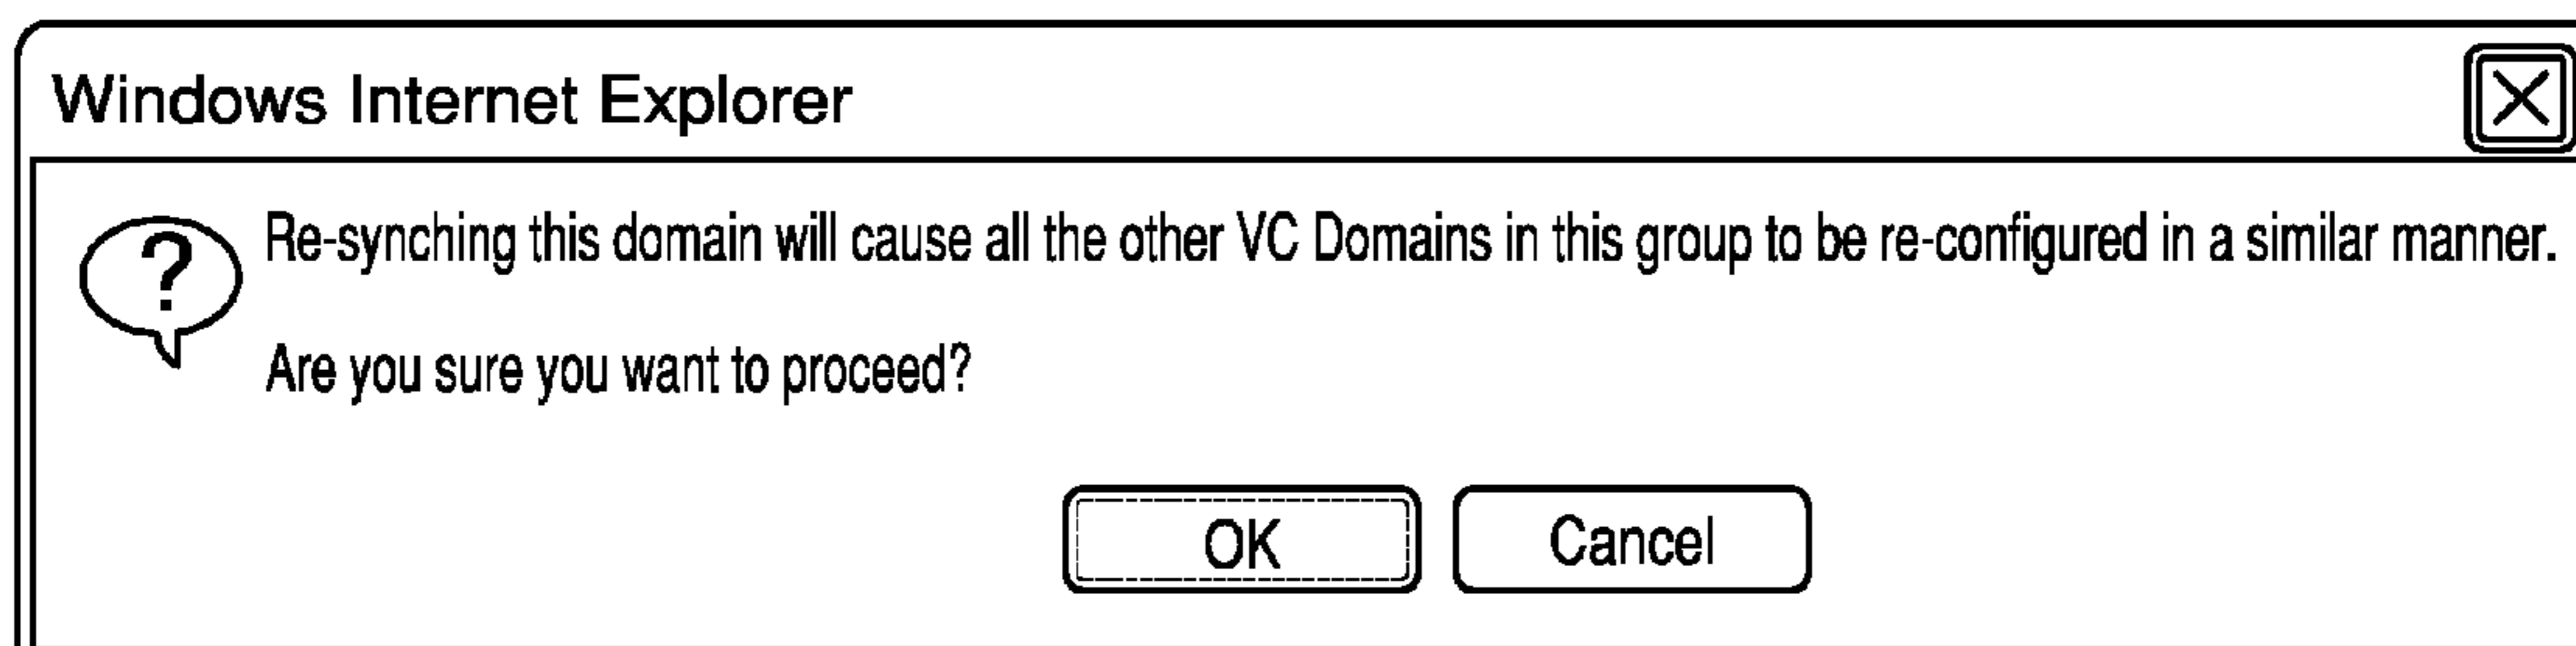 Windows Internet Explorer
?
Re-synching this domain will cause all the other VC Domains in this group to be re-configured in a similar manner.
Are you sure you want to proceed?
OK
Cancel